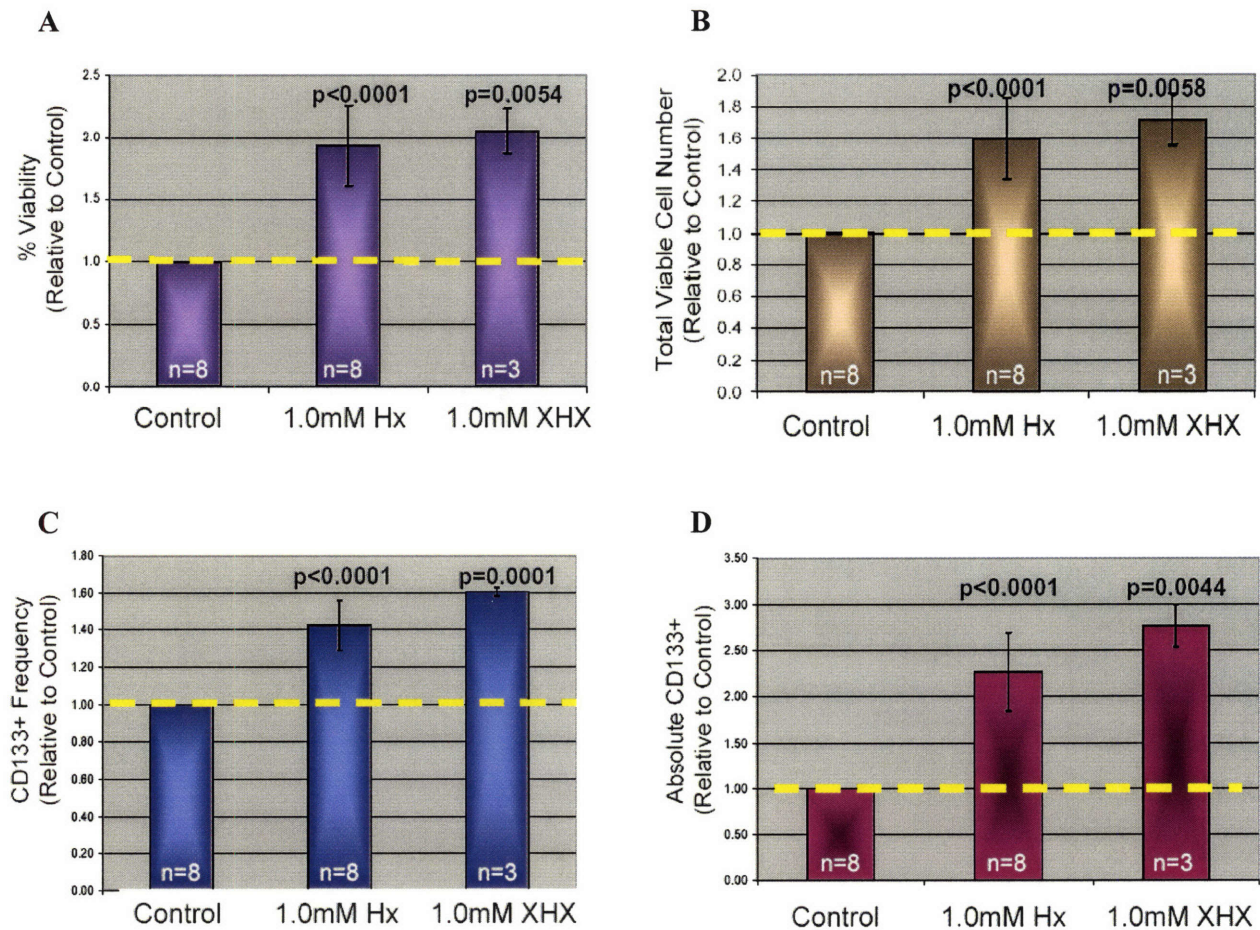 A
% Viability
(Relative to Control)
2.5
2.0
1.5
1.0
0.5
0.0
p<0.0001
p=0.0054
n=8
n=8
n=3
Control
1.0mM Hx
1.0mM XHX
B
Total Viable Cell Number
(Relative to Control)
2.0
1.8
1.6
1.4
1.2
1.0
0.8
0.6
0.4
0.2
0.0
p<0.0001
p=0.0058
n=8
n=8
n=3
Control
1.0mM Hx
1.0mM XHX
C
CD133+ Frequency
(Relative to Control)
1.80
1.60
1.40
1.20
1.00
0.80
0.60
0.40
0.20
0.00
p<0.0001
p=0.0001
n=8
n=8
n=3
Control
1.0mM Hx
1.0mM XHX
D
Absolute CD133+
(Relative to Control)
3.50
3.00
2.50
2.00
1.50
1.00
0.50
0.00
p<0.0001
p=0.0044
n=8
n=8
n=3
Control
1.0mM Hx
1.0mM XHX